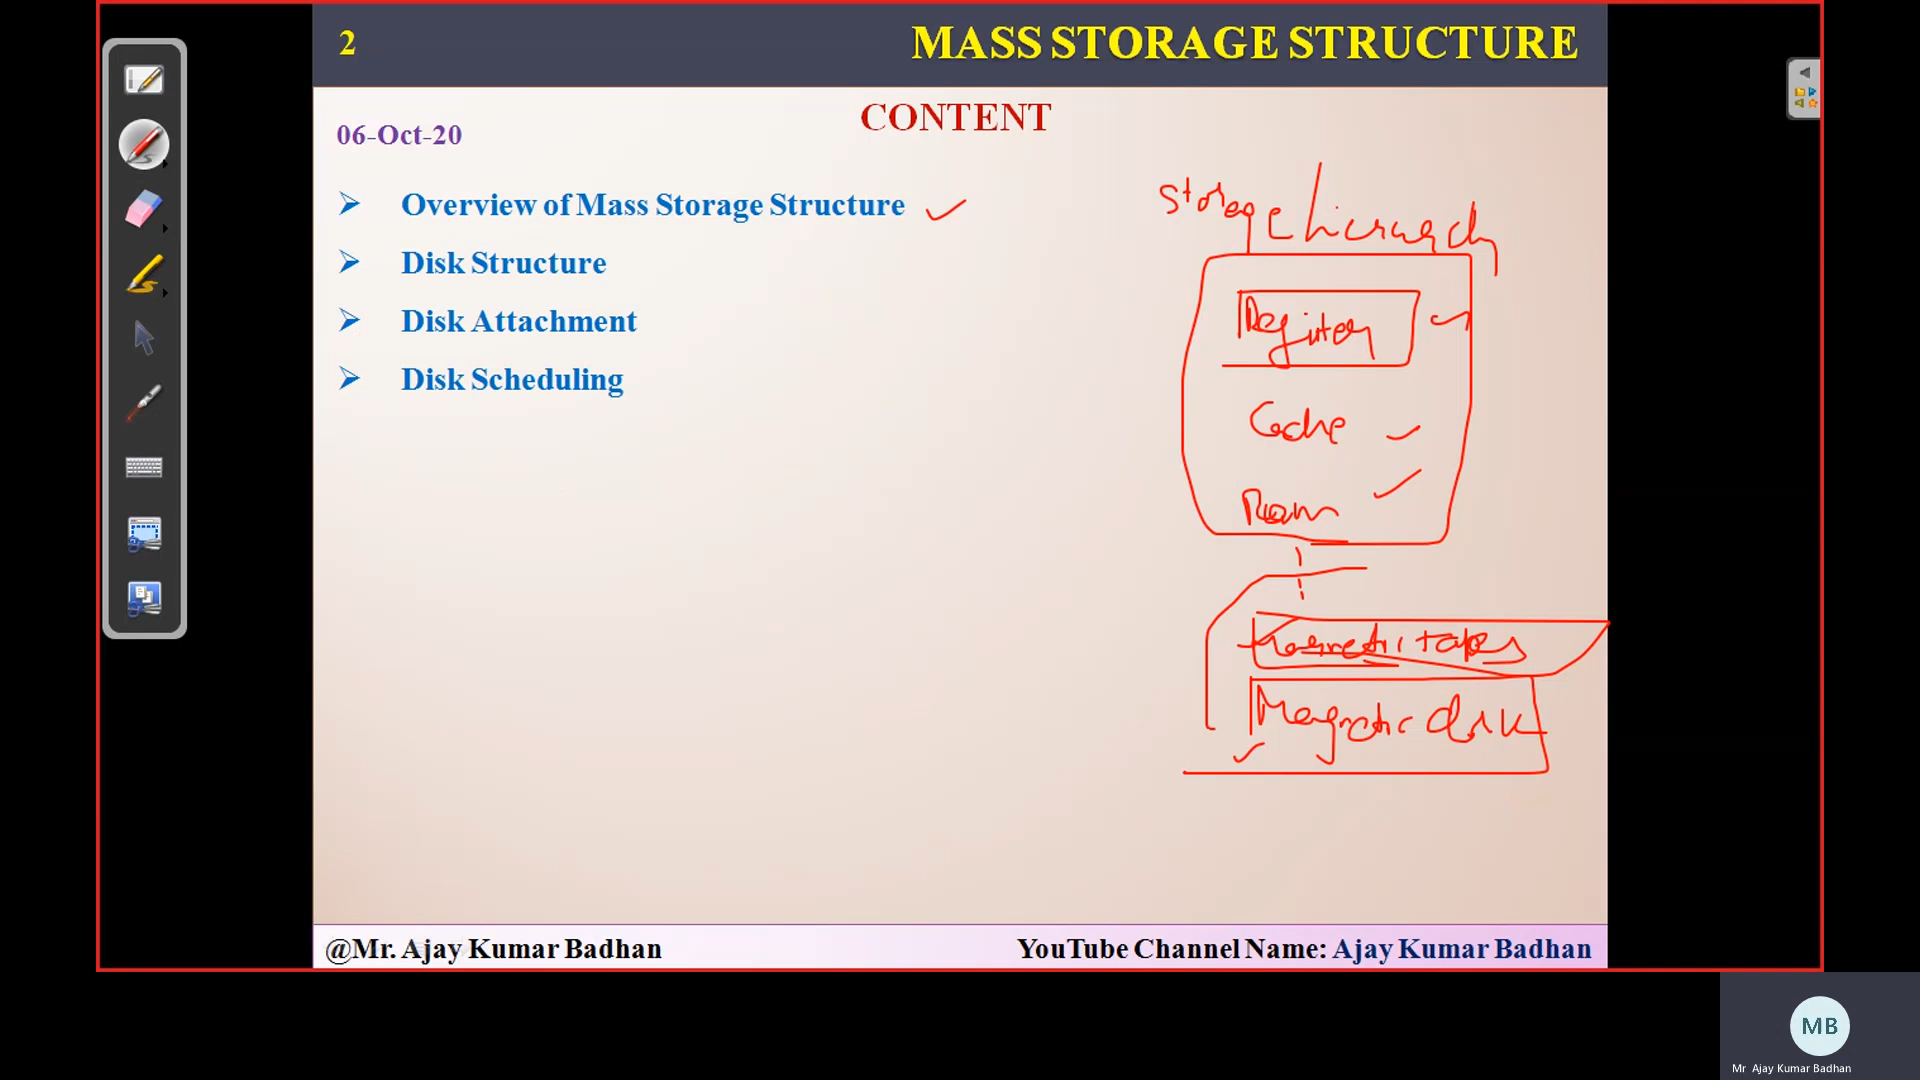 2
MASS STORAGE STRUCTURE
CONTENT
06-Oct-20
➢ Overview of Mass Storage Structure ✓
➢ Disk Structure
➢ Disk Attachment
➢ Disk Scheduling
Storage hierarchy
Register ✓
Cache ✓
Ram ✓
Magnetic tapes
Magnetic disk
✓
@Mr. Ajay Kumar Badhan
YouTube Channel Name: Ajay Kumar Badhan
MB
Mr Ajay Kumar Badhan